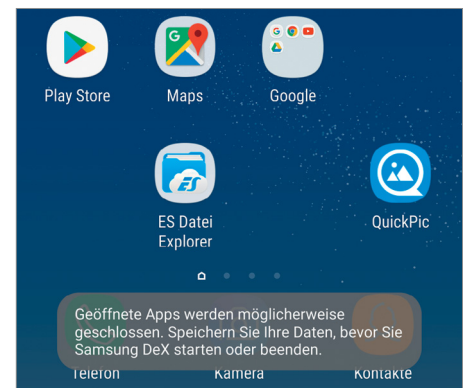 Play Store
Maps
Google
ES Datei
Explorer
QuickPic
Geöffnete Apps werden möglicherweise
geschlossen. Speichern Sie Ihre Daten, bevor Sie
Samsung DeX starten oder beenden.
Telefon
Kamera
Kontakte